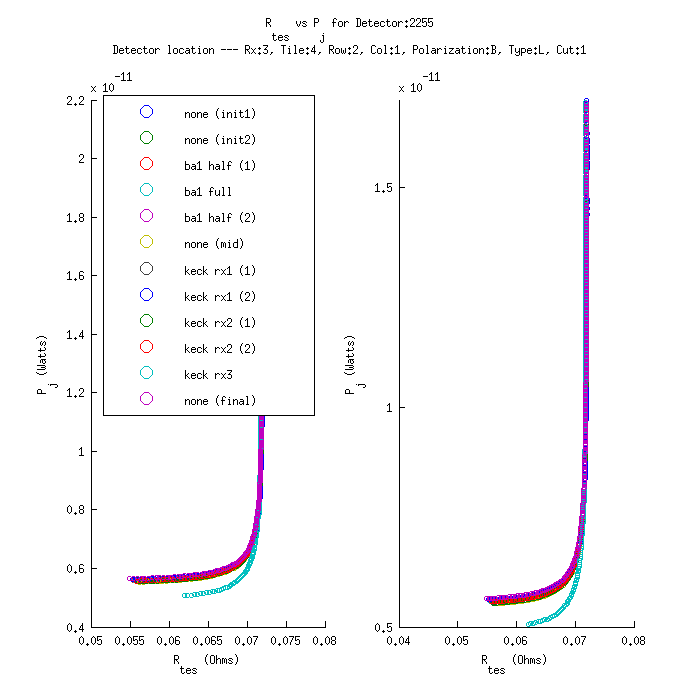 R tes vs P j for Detector:2255
Detector location --- Rx:3, Tile:4, Row:2, Col:1, Polarization:B, Type:L, Cut:1
x 10 -11
2.2
2
1.8
1.6
1.4
1.2
1
0.8
0.6
0.4
P j (Watts)
0.05 0.055 0.06 0.065 0.07 0.075 0.08
R tes (Ohms)
none (init1)
none (init2)
ba1 half (1)
ba1 full
ba1 half (2)
none (mid)
keck rx1 (1)
keck rx1 (2)
keck rx2 (1)
keck rx2 (2)
keck rx3
none (final)
x 10 -11
1.5
1
0.5
P j (Watts)
0.04 0.05 0.06 0.07 0.08
R tes (Ohms)